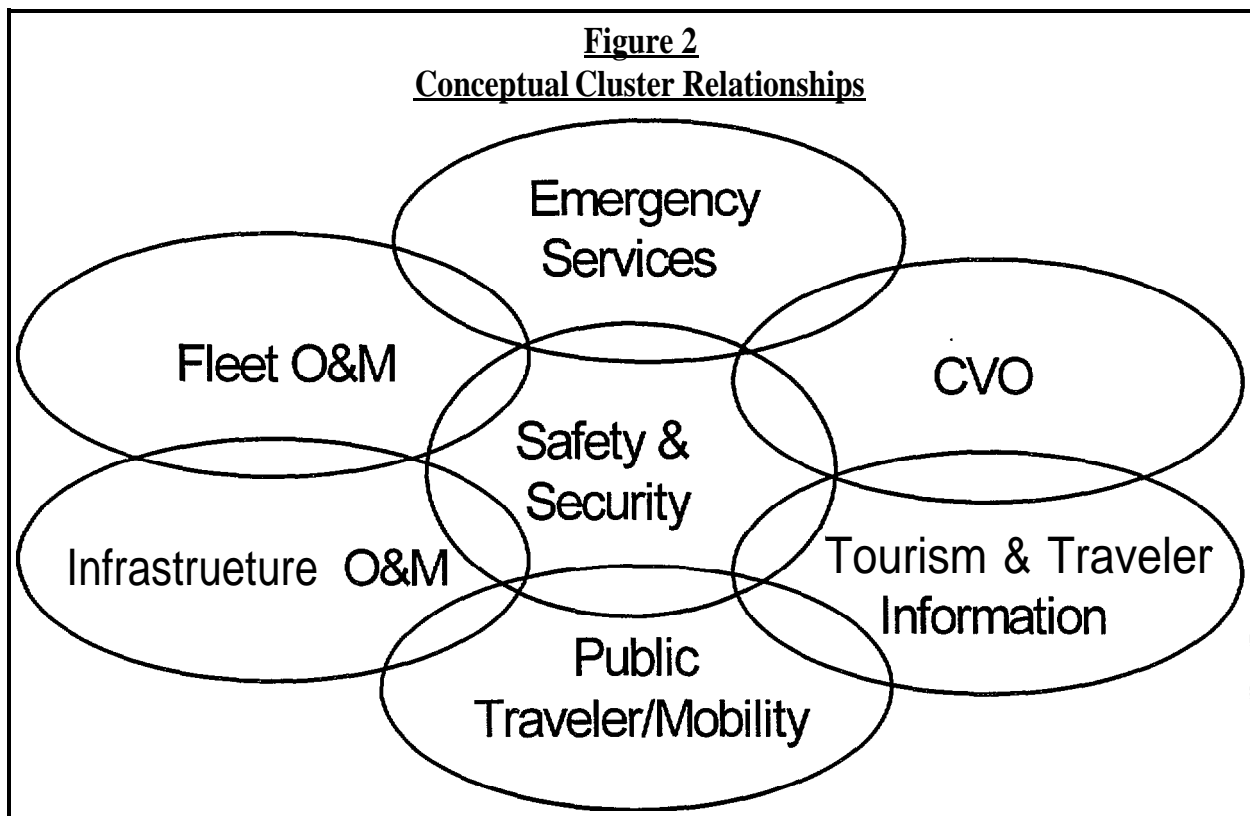 Figure 2
Conceptual Cluster Relationships
Emergency
Services
Fleet O&M
CVO
Safety &
Security
Infrastrueture O&M
Tourism & Traveler
Information
Public
Traveler/Mobility